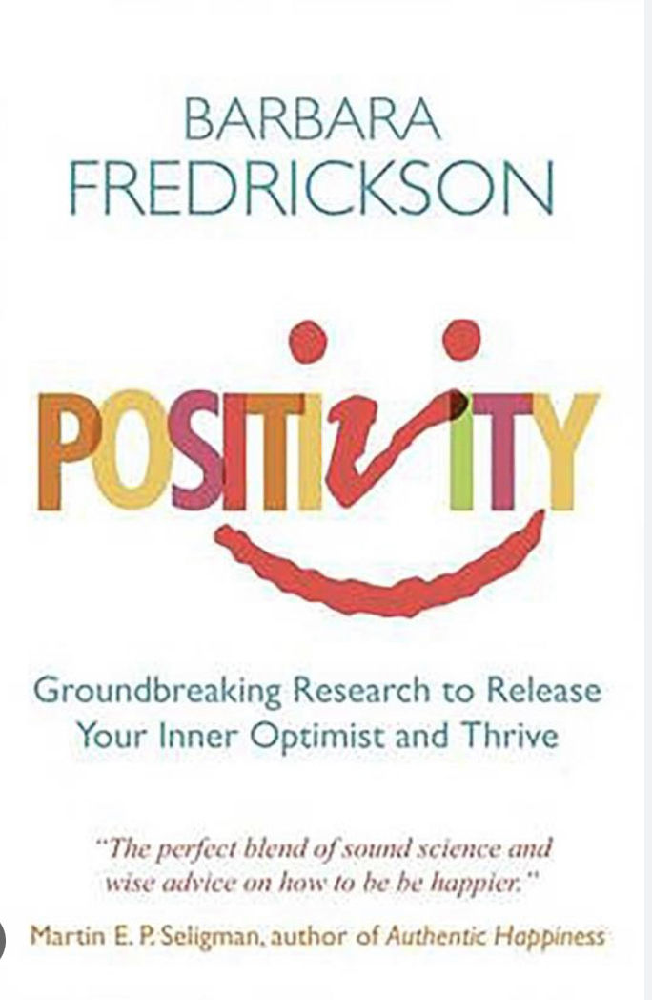 BARBARA
FREDRICKSON
POSITIVITY
Groundbreaking Research to Release
Your Inner Optimist and Thrive
"The perfect blend of sound science and
wise advice on how to be be happier."
Martin E. P. Seligman, author of Authentic Happiness